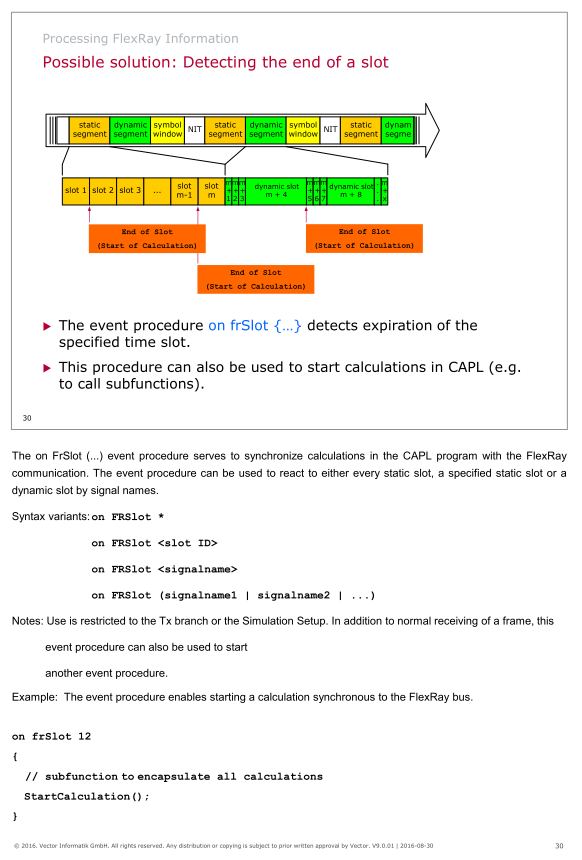 Processing FlexRay Information
Possible solution: Detecting the end of a slot
static segment
dynamic segment
symbol window
NIT
static segment
dynamic segment
symbol window
NIT
static segment
dynam segme
slot 1
slot 2
slot 3
...
slot m-1
slot m
m+1
m+2
m+3
dynamic slot m + 4
m+5
m+6
m+7
dynamic slot m + 8
.
m+x
End of Slot
(Start of Calculation)
End of Slot
(Start of Calculation)
End of Slot
(Start of Calculation)
The event procedure on frSlot {…} detects expiration of the
specified time slot.
This procedure can also be used to start calculations in CAPL (e.g.
to call subfunctions).
30
The on FrSlot (...) event procedure serves to synchronize calculations in the CAPL program with the FlexRay
communication. The event procedure can be used to react to either every static slot, a specified static slot or a
dynamic slot by signal names.
Syntax variants: on FRSlot *
on FRSlot <slot ID>
on FRSlot <signalname>
on FRSlot (signalname1 | signalname2 | ...)
Notes: Use is restricted to the Tx branch or the Simulation Setup. In addition to normal receiving of a frame, this
event procedure can also be used to start
another event procedure.
Example: The event procedure enables starting a calculation synchronous to the FlexRay bus.
on frSlot 12
{
// subfunction to encapsulate all calculations
StartCalculation();
}
© 2016. Vector Informatik GmbH. All rights reserved. Any distribution or copying is subject to prior written approval by Vector. V9.0.01 | 2016-08-30
30